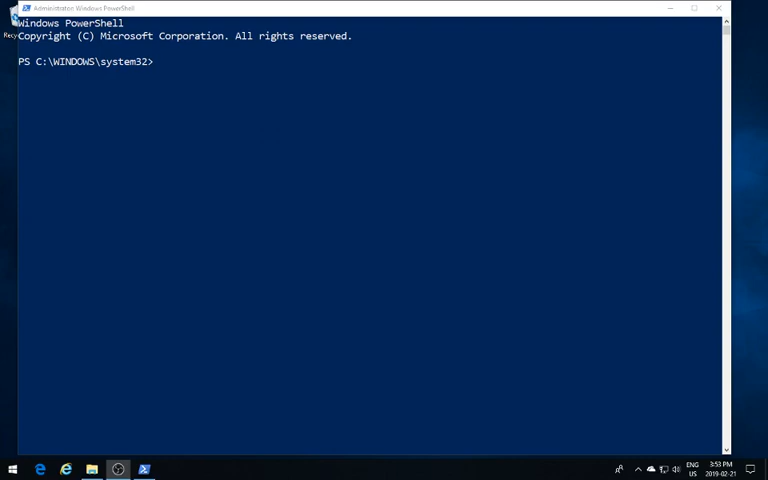 Administrator: Windows PowerShell
Windows PowerShell
Copyright (C) Microsoft Corporation. All rights reserved.
PS C:\WINDOWS\system32>
Recy
ENG
US
3:53 PM
2019-02-21